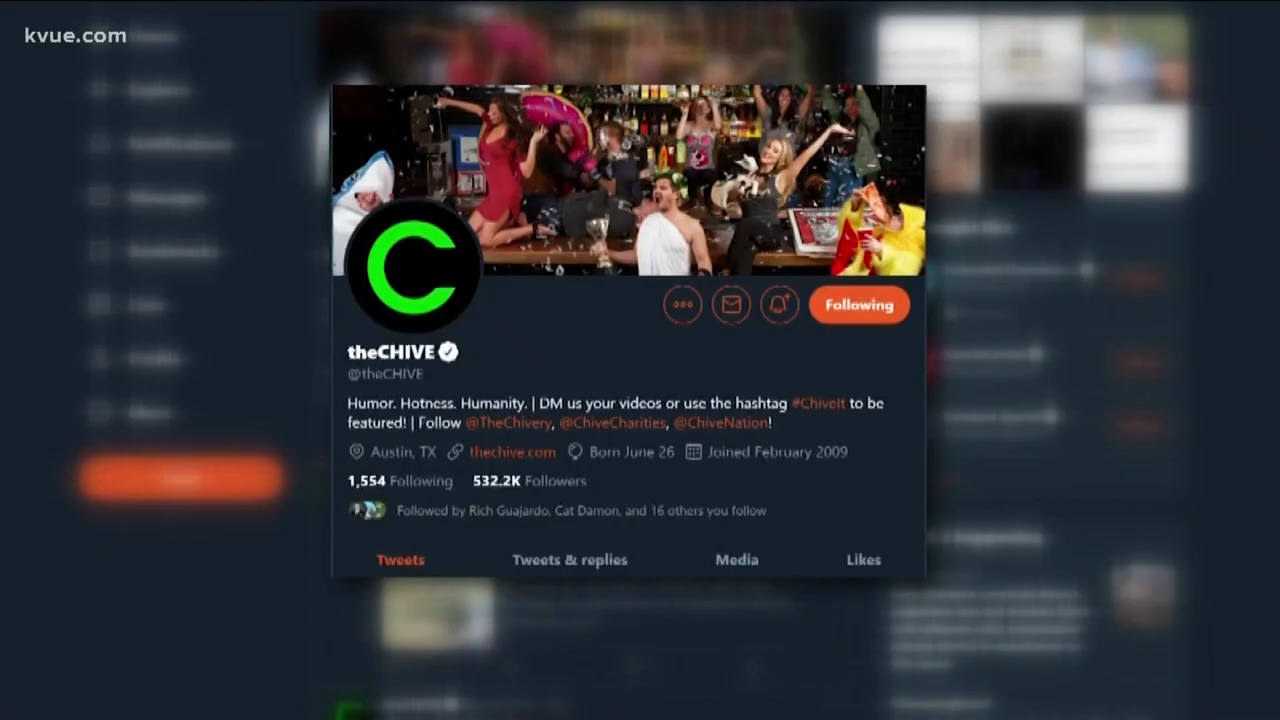 kvue.com
theCHIVE
@theCHIVE
Humor. Hotness. Humanity. | DM us your videos or use the hashtag #ChiveIt to be
featured! | Follow @TheChivery, @ChiveCharities, @ChiveNation!
Austin, TX thechive.com Born June 26 Joined February 2009
1,554 Following 532.2K Followers
Followed by Rich Guajardo, Cat Damon, and 16 others you follow
Following
Tweets Tweets & replies Media Likes